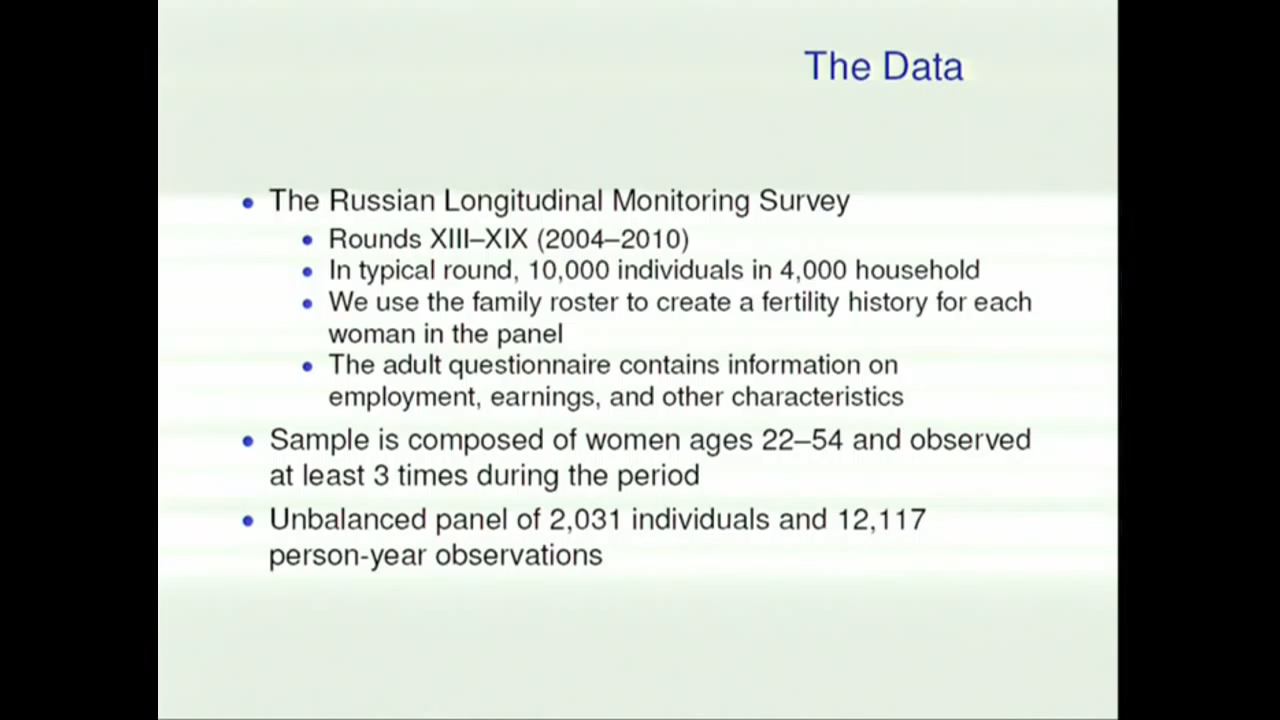 The Data
• The Russian Longitudinal Monitoring Survey
• Rounds XIII–XIX (2004–2010)
• In typical round, 10,000 individuals in 4,000 household
• We use the family roster to create a fertility history for each
woman in the panel
• The adult questionnaire contains information on
employment, earnings, and other characteristics
• Sample is composed of women ages 22–54 and observed
at least 3 times during the period
• Unbalanced panel of 2,031 individuals and 12,117
person-year observations